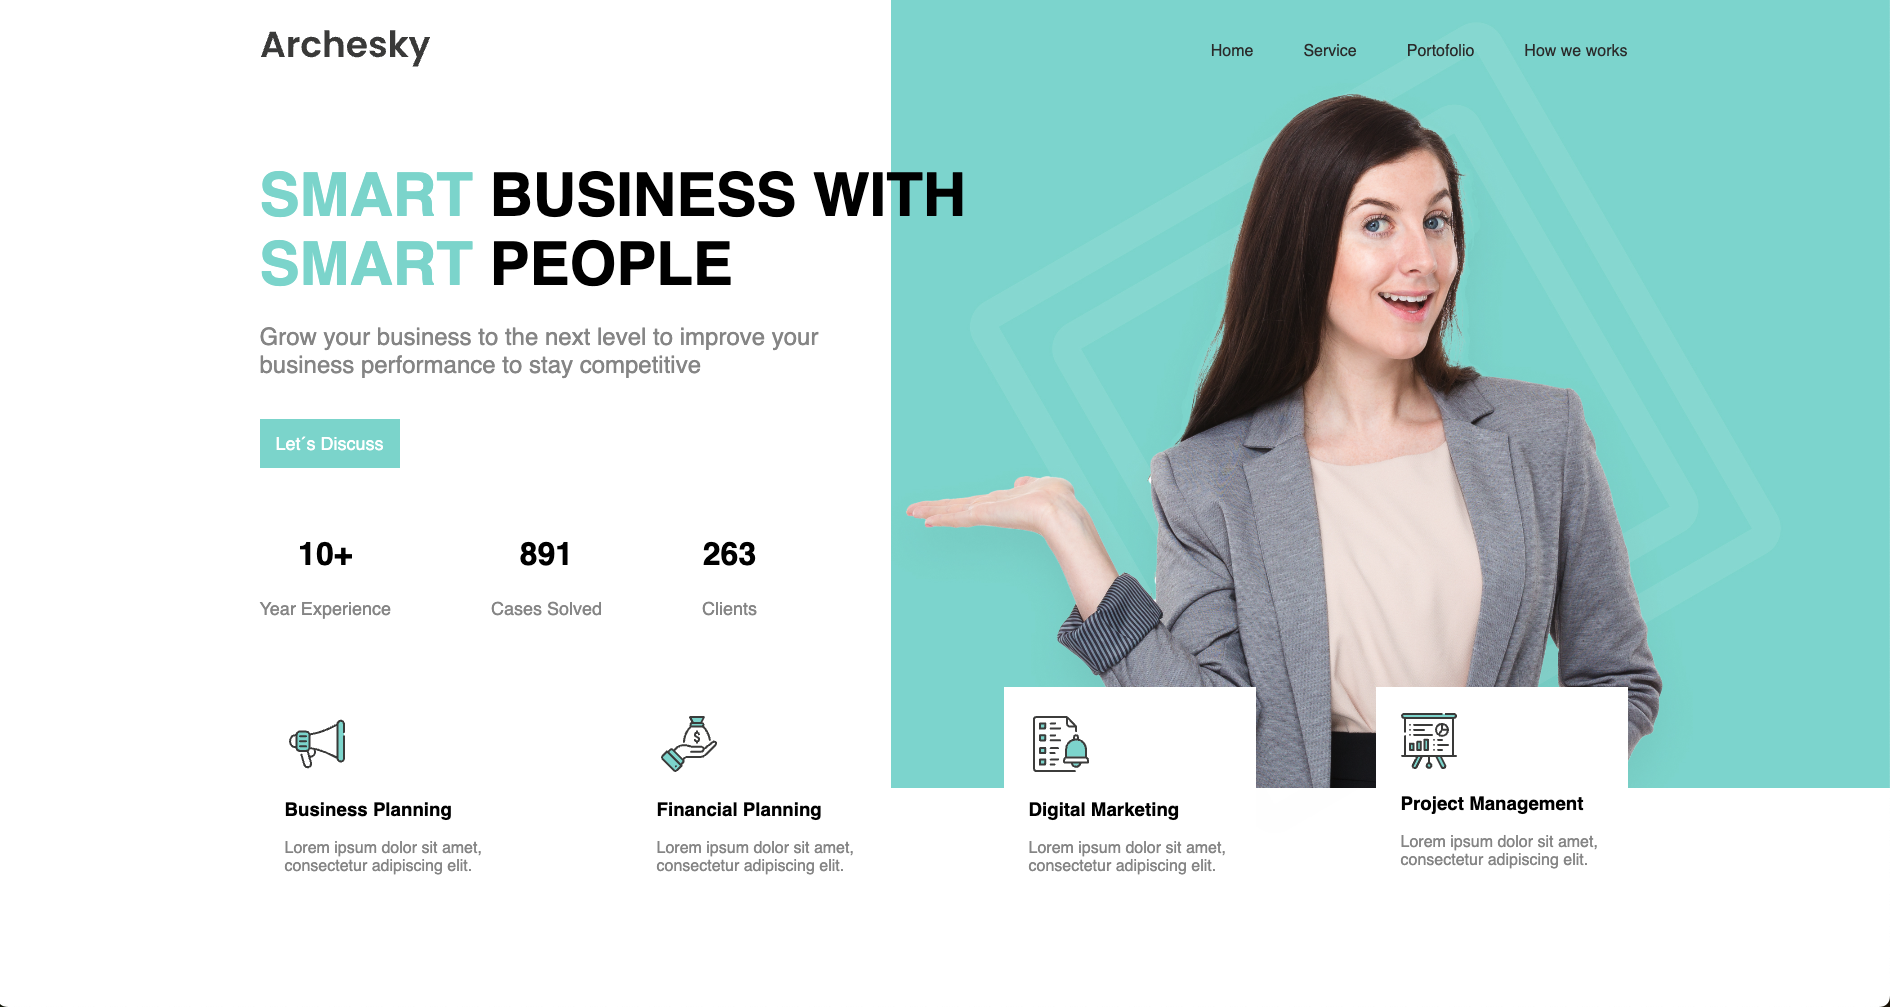 Archesky
Home
Service
Portofolio
How we works
SMART BUSINESS WITH
SMART PEOPLE
Grow your business to the next level to improve your
business performance to stay competitive
Let´s Discuss
10+
Year Experience
891
Cases Solved
263
Clients
$
Business Planning
Lorem ipsum dolor sit amet,
consectetur adipiscing elit.
Financial Planning
Lorem ipsum dolor sit amet,
consectetur adipiscing elit.
Digital Marketing
Lorem ipsum dolor sit amet,
consectetur adipiscing elit.
Project Management
Lorem ipsum dolor sit amet,
consectetur adipiscing elit.